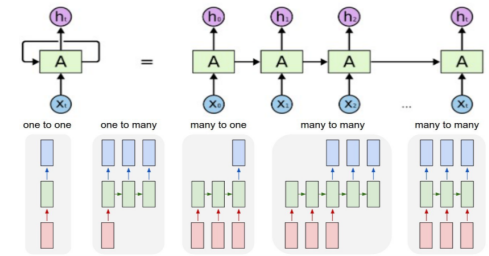 hₜ h₀ h₁ h₂ hₜ
A = A A A A
xₜ x₀ x₁ x₂ ... xₜ
one to one one to many many to one many to many many to many